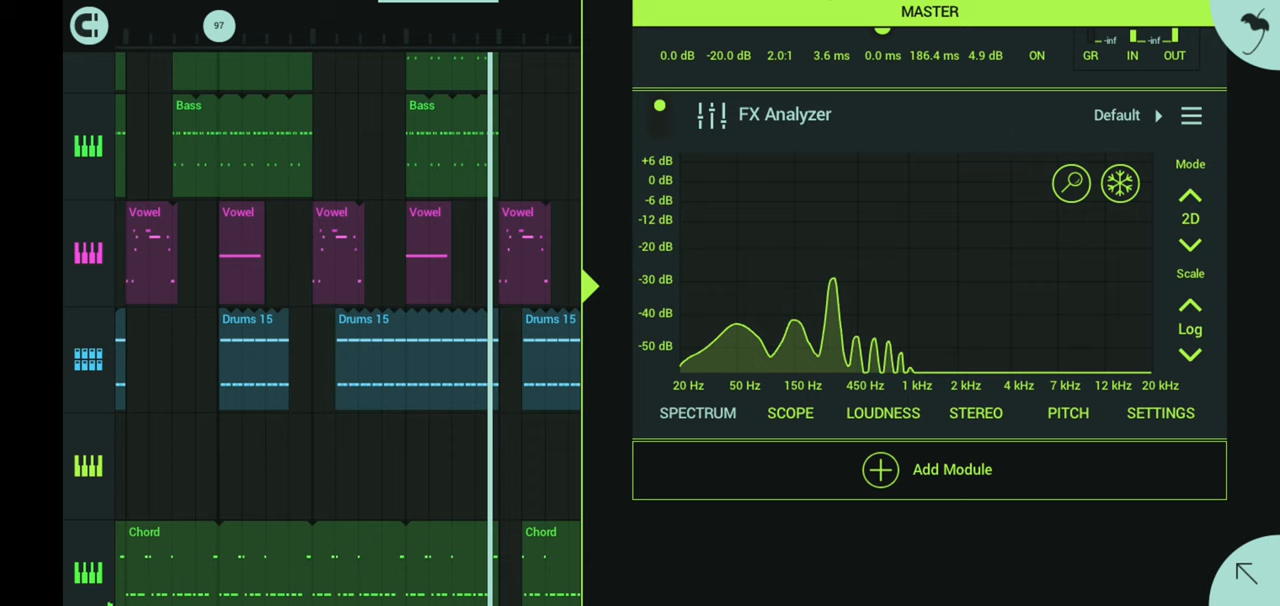 97
MASTER
0.0 dB -20.0 dB 2.0:1 3.6 ms 0.0 ms 186.4 ms 4.9 dB ON
-inf -inf
GR IN OUT
FX Analyzer
Default
+6 dB
0 dB
-6 dB
-12 dB
-20 dB
-30 dB
-40 dB
-50 dB
20 Hz 50 Hz 150 Hz 450 Hz 1 kHz 2 kHz 4 kHz 7 kHz 12 kHz 20 kHz
Mode
2D
Scale
Log
SPECTRUM SCOPE LOUDNESS STEREO PITCH SETTINGS
Add Module
Bass Bass
Vowel Vowel Vowel Vowel Vowel
Drums 15 Drums 15 Drums 15
Chord Chord